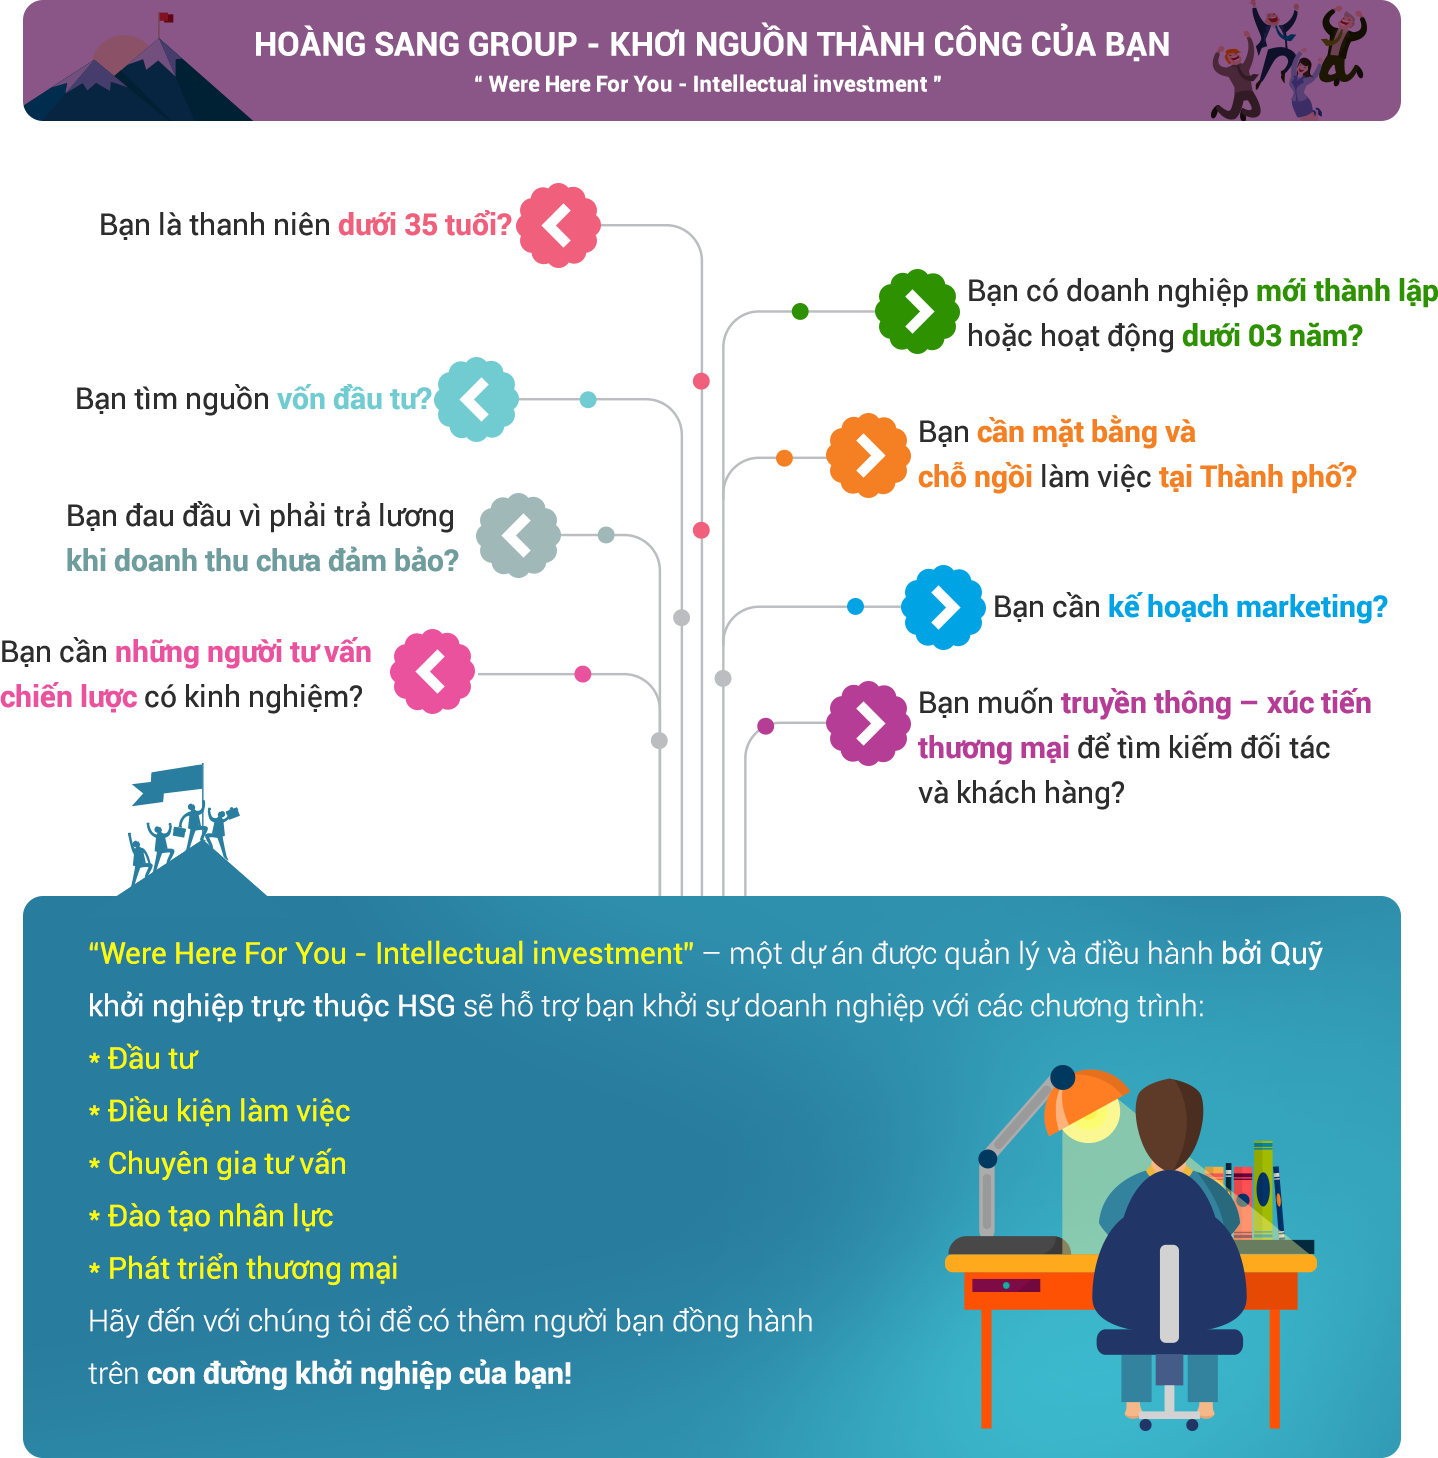 HOÀNG SANG GROUP - KHƠI NGUỒN THÀNH CÔNG CỦA BẠN
“ Were Here For You - Intellectual investment ”
Bạn là thanh niên dưới 35 tuổi?
Bạn có doanh nghiệp mới thành lập
hoặc hoạt động dưới 03 năm?
Bạn tìm nguồn vốn đầu tư?
Bạn cần mặt bằng và
chỗ ngồi làm việc tại Thành phố?
Bạn đau đầu vì phải trả lương
khi doanh thu chưa đảm bảo?
Bạn cần kế hoạch marketing?
Bạn cần những người tư vấn
chiến lược có kinh nghiệm?
Bạn muốn truyền thông – xúc tiến
thương mại để tìm kiếm đối tác
và khách hàng?
“Were Here For You - Intellectual investment” – một dự án được quản lý và điều hành bởi Quỹ
khởi nghiệp trực thuộc HSG sẽ hỗ trợ bạn khởi sự doanh nghiệp với các chương trình:
* Đầu tư
* Điều kiện làm việc
* Chuyên gia tư vấn
* Đào tạo nhân lực
* Phát triển thương mại
Hãy đến với chúng tôi để có thêm người bạn đồng hành
trên con đường khởi nghiệp của bạn!